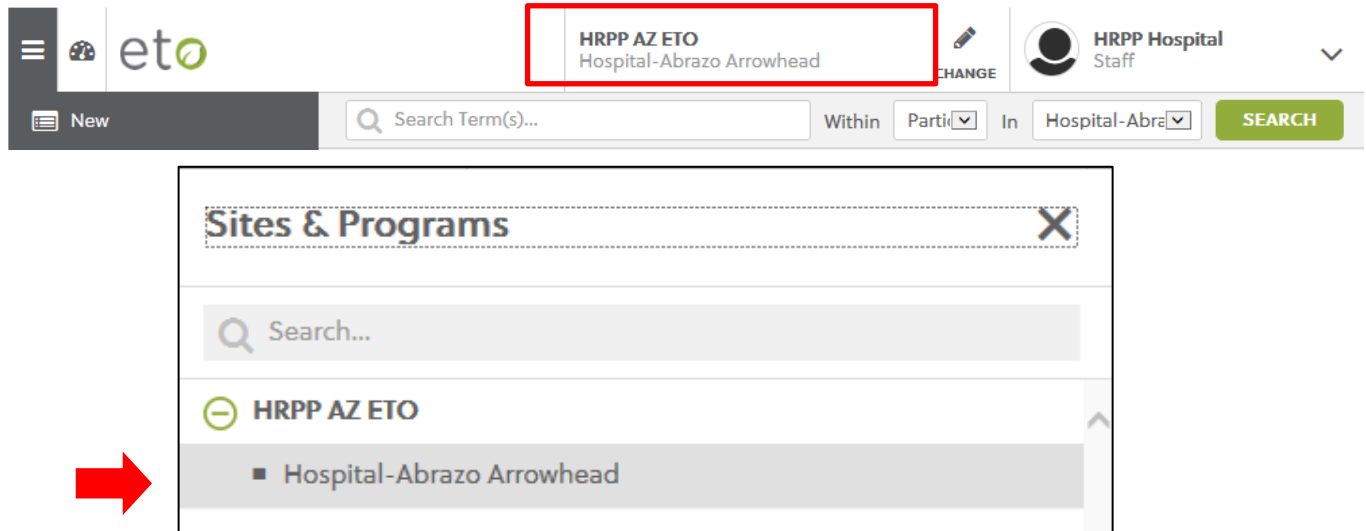 eto
HRPP AZ ETO
Hospital-Abrazo Arrowhead
CHANGE
HRPP Hospital
Staff
New
Search Term(s)...
Within
Partic
In
Hospital-Abra
SEARCH
Sites & Programs
Search...
HRPP AZ ETO
Hospital-Abrazo Arrowhead